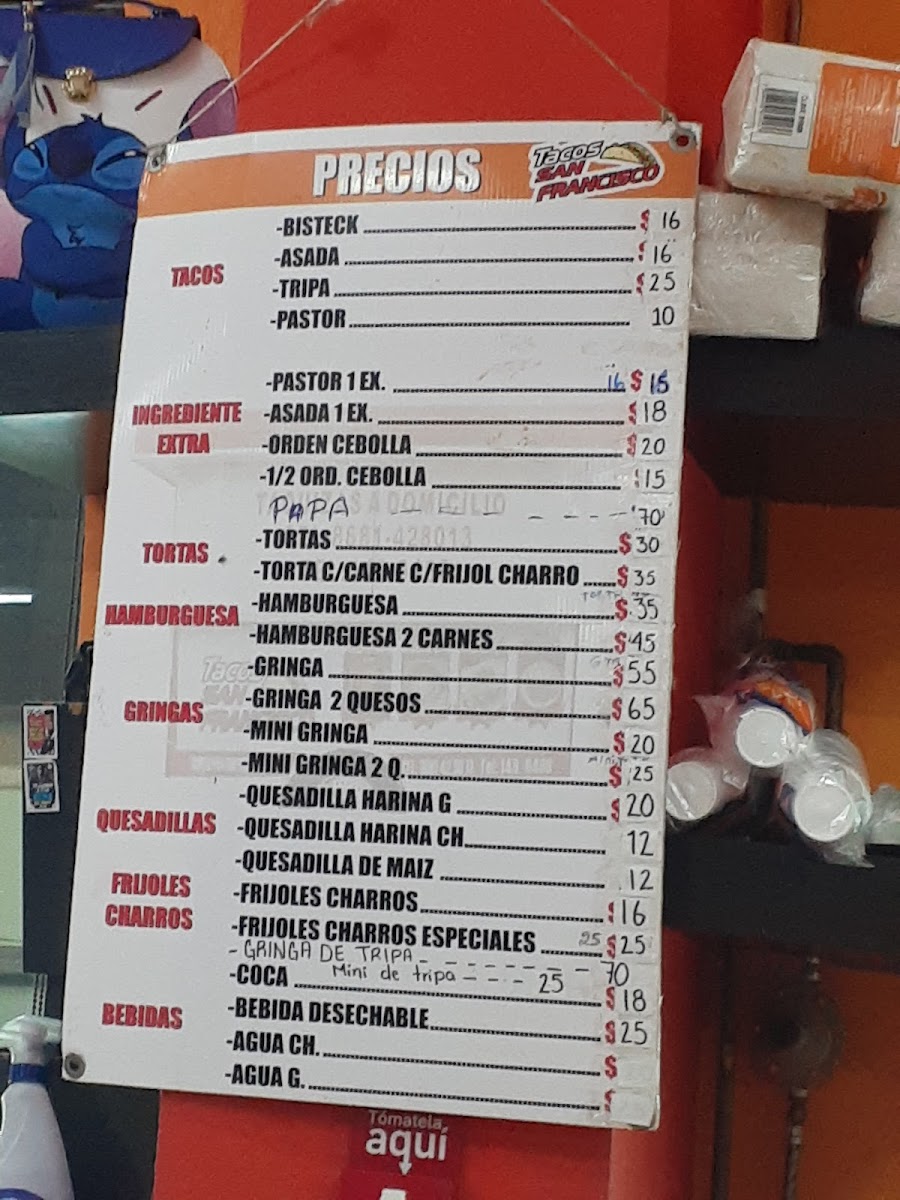 PRECIOS
Tacos
SAN
FRANCISCO
TACOS
-BISTECK $ 16
-ASADA $ 16
-TRIPA $ 25
-PASTOR 10
INGREDIENTE
EXTRA
-PASTOR 1 EX. 16 $ 15
-ASADA 1 EX. $ 18
-ORDEN CEBOLLA $ 20
-1/2 ORD. CEBOLLA 15
PAPA 70
TAQUIZAS A DOMICILIO
8681-428013
TORTAS
-TORTAS $ 30
-TORTA C/CARNE C/FRIJOL CHARRO $ 35
HAMBURGUESA
-HAMBURGUESA $ 35
-HAMBURGUESA 2 CARNES $ 45
GRINGAS
-GRINGA $ 55
-GRINGA 2 QUESOS $ 65
-MINI GRINGA $ 20
-MINI GRINGA 2 Q. $ 25
QUESADILLAS
-QUESADILLA HARINA G $ 20
-QUESADILLA HARINA CH 12
-QUESADILLA DE MAIZ 12
FRIJOLES
CHARROS
-FRIJOLES CHARROS $ 16
-FRIJOLES CHARROS ESPECIALES 25 $ 25
- GRINGA DE TRIPA - - - - - - - - 70
Mini de tripa - - - - 25
BEBIDAS
-COCA $ 18
-BEBIDA DESECHABLE $ 25
-AGUA CH. $
-AGUA G. $
Tómatela
aquí